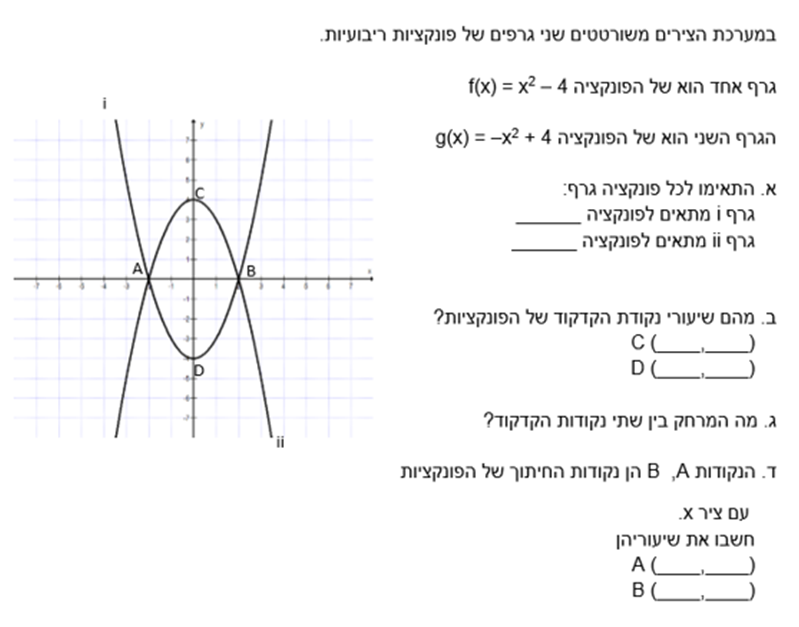 במערכת הצירים משורטטים שני גרפים של פונקציות ריבועיות.
גרף אחד הוא של הפונקציה f(x) = x² – 4
הגרף השני הוא של הפונקציה g(x) = –x² + 4
א. התאימו לכל פונקציה גרף:
גרף i מתאים לפונקציה ______
גרף ii מתאים לפונקציה ______
ב. מהם שיעורי נקודת הקדקוד של הפונקציות?
C (____,____)
D (____,____)
ג. מה המרחק בין שתי נקודות הקדקוד?
ד. הנקודות A, B הן נקודות החיתוך של הפונקציות
עם ציר x.
חשבו את שיעוריהן
A (____,____)
B (____,____)
i
y
C
A
B
D
ii